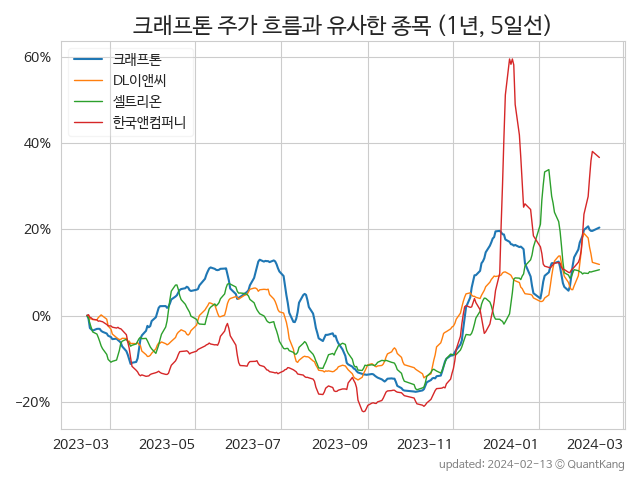 크래프톤 주가 흐름과 유사한 종목 (1년, 5일선)
60%
40%
20%
0%
−20%
크래프톤
DL이앤씨
셀트리온
한국앤컴퍼니
2023-03 2023-05 2023-07 2023-09 2023-11 2024-01 2024-03
updated: 2024-02-13 © QuantKang